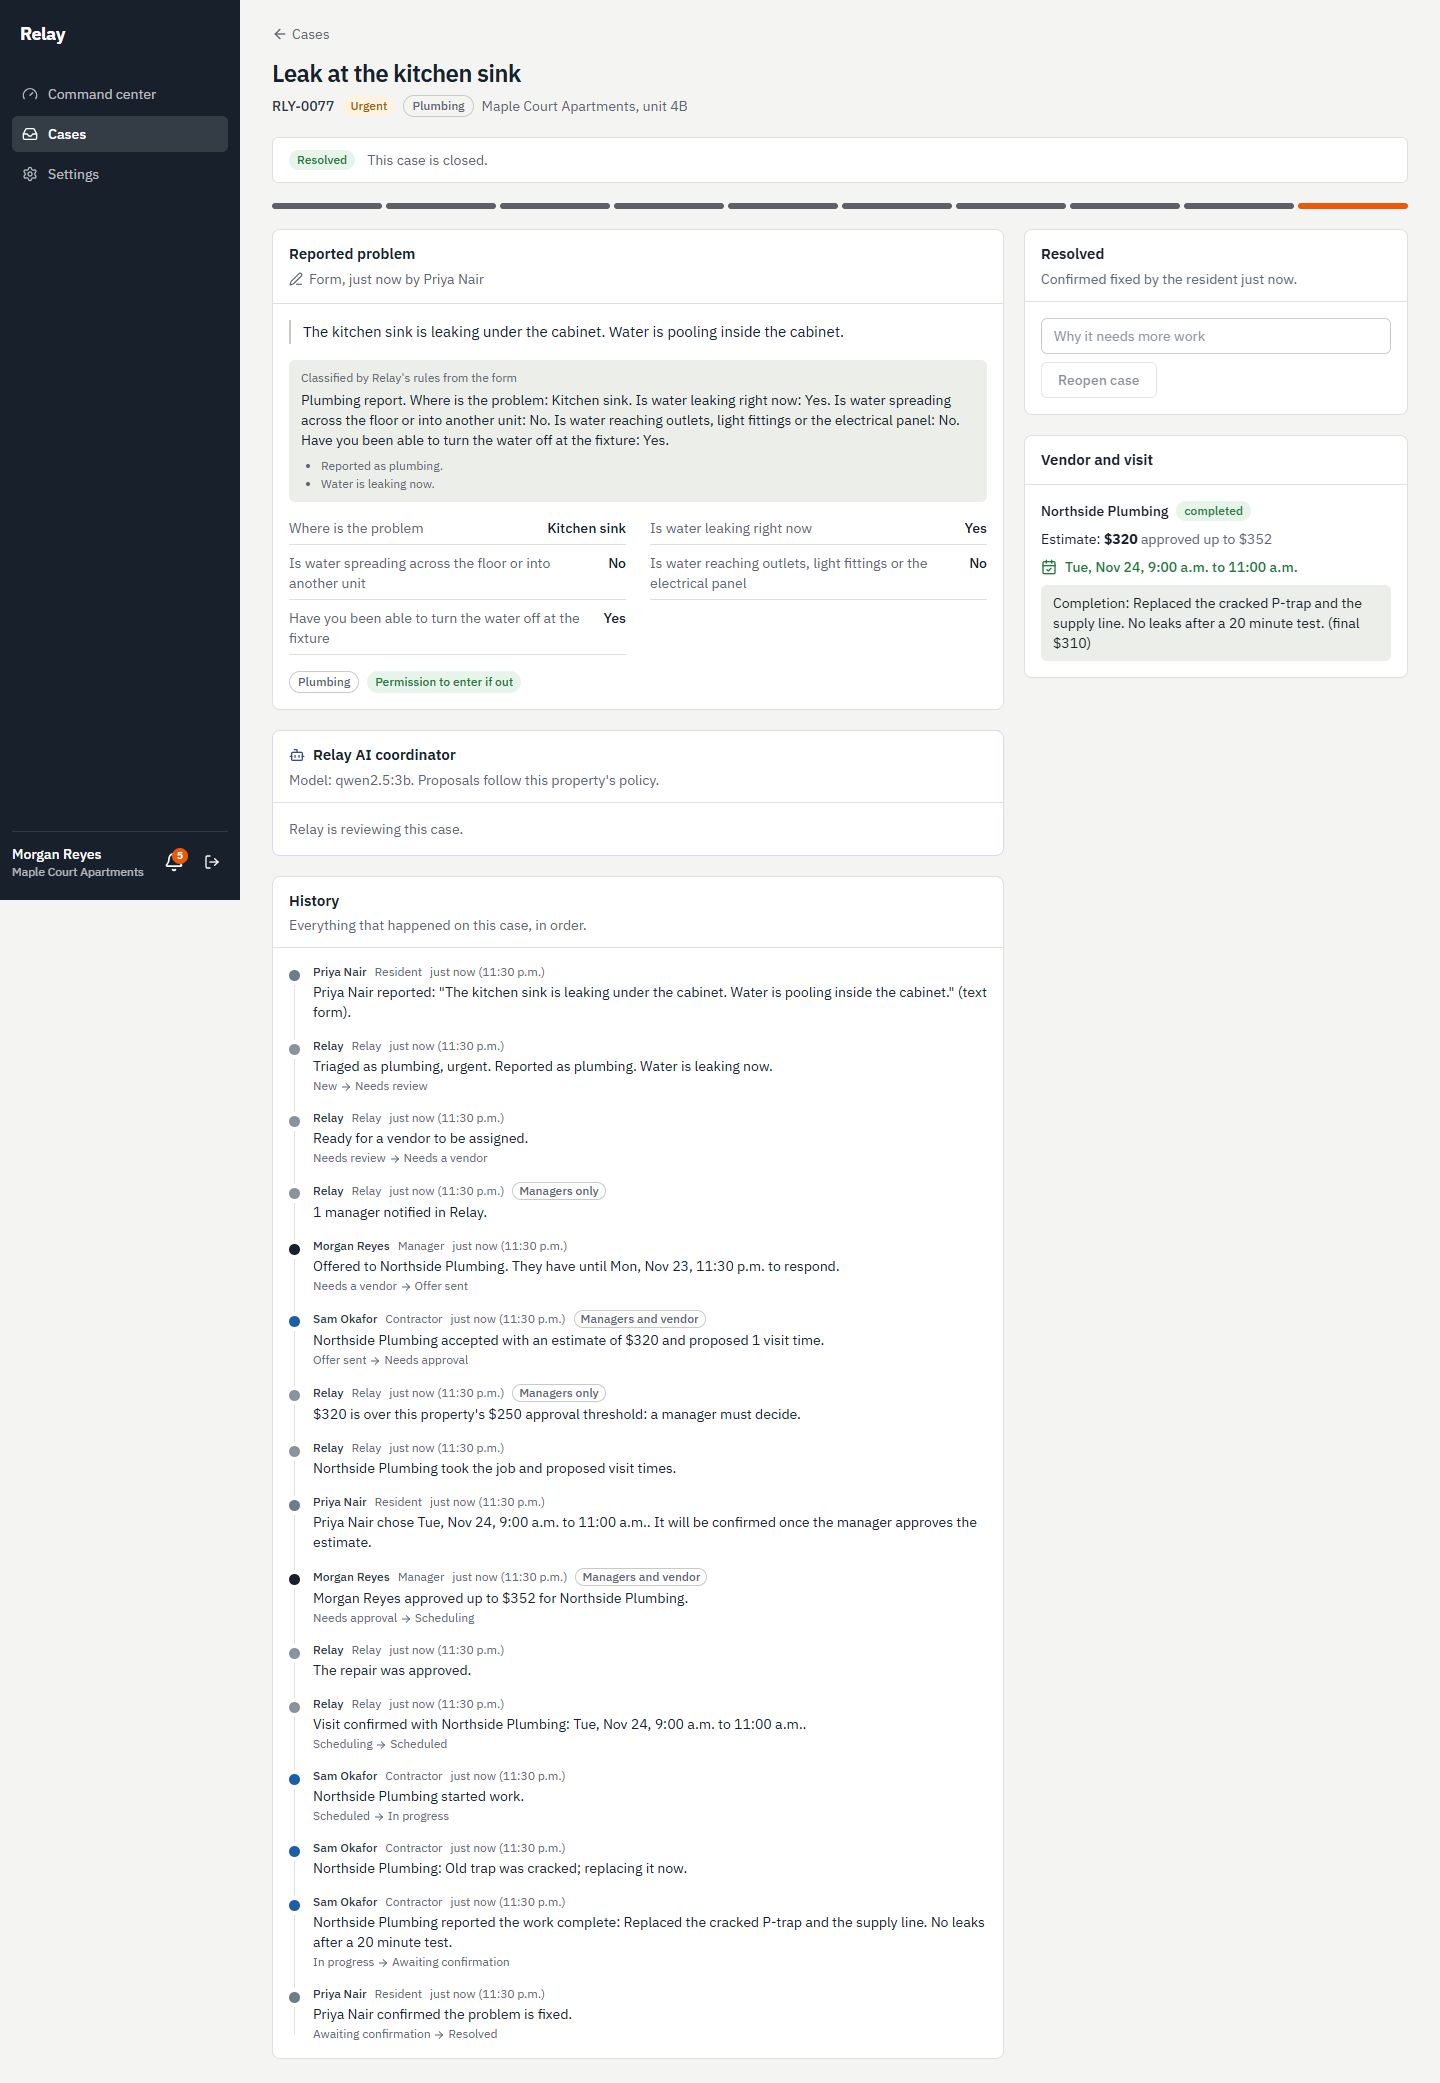 Relay
Command center
Cases
Settings
Morgan Reyes
Maple Court Apartments
5
Cases
Leak at the kitchen sink
RLY-0077 Urgent Plumbing Maple Court Apartments, unit 4B
Resolved This case is closed.
Reported problem
Form, just now by Priya Nair
The kitchen sink is leaking under the cabinet. Water is pooling inside the cabinet.
Classified by Relay's rules from the form
Plumbing report. Where is the problem: Kitchen sink. Is water leaking right now: Yes. Is water spreading
across the floor or into another unit: No. Is water reaching outlets, light fittings or the electrical panel: No.
Have you been able to turn the water off at the fixture: Yes.
Reported as plumbing.
Water is leaking now.
Where is the problem Kitchen sink
Is water leaking right now Yes
Is water spreading across the floor or into No
another unit
Is water reaching outlets, light fittings or the No
electrical panel
Have you been able to turn the water off at the Yes
fixture
Plumbing Permission to enter if out
Relay AI coordinator
Model: qwen2.5:3b. Proposals follow this property's policy.
Relay is reviewing this case.
History
Everything that happened on this case, in order.
Priya Nair Resident just now (11:30 p.m.)
Priya Nair reported: "The kitchen sink is leaking under the cabinet. Water is pooling inside the cabinet." (text
form).
Relay Relay just now (11:30 p.m.)
Triaged as plumbing, urgent. Reported as plumbing. Water is leaking now.
New → Needs review
Relay Relay just now (11:30 p.m.)
Ready for a vendor to be assigned.
Needs review → Needs a vendor
Relay Relay just now (11:30 p.m.) Managers only
1 manager notified in Relay.
Morgan Reyes Manager just now (11:30 p.m.)
Offered to Northside Plumbing. They have until Mon, Nov 23, 11:30 p.m. to respond.
Needs a vendor → Offer sent
Sam Okafor Contractor just now (11:30 p.m.) Managers and vendor
Northside Plumbing accepted with an estimate of $320 and proposed 1 visit time.
Offer sent → Needs approval
Relay Relay just now (11:30 p.m.) Managers only
$320 is over this property's $250 approval threshold: a manager must decide.
Relay Relay just now (11:30 p.m.)
Northside Plumbing took the job and proposed visit times.
Priya Nair Resident just now (11:30 p.m.)
Priya Nair chose Tue, Nov 24, 9:00 a.m. to 11:00 a.m.. It will be confirmed once the manager approves the
estimate.
Morgan Reyes Manager just now (11:30 p.m.) Managers and vendor
Morgan Reyes approved up to $352 for Northside Plumbing.
Needs approval → Scheduling
Relay Relay just now (11:30 p.m.)
The repair was approved.
Relay Relay just now (11:30 p.m.)
Visit confirmed with Northside Plumbing: Tue, Nov 24, 9:00 a.m. to 11:00 a.m..
Scheduling → Scheduled
Sam Okafor Contractor just now (11:30 p.m.)
Northside Plumbing started work.
Scheduled → In progress
Sam Okafor Contractor just now (11:30 p.m.)
Northside Plumbing: Old trap was cracked; replacing it now.
Sam Okafor Contractor just now (11:30 p.m.)
Northside Plumbing reported the work complete: Replaced the cracked P-trap and the supply line. No leaks
after a 20 minute test.
In progress → Awaiting confirmation
Priya Nair Resident just now (11:30 p.m.)
Priya Nair confirmed the problem is fixed.
Awaiting confirmation → Resolved
Resolved
Confirmed fixed by the resident just now.
Why it needs more work
Reopen case
Vendor and visit
Northside Plumbing completed
Estimate: $320 approved up to $352
Tue, Nov 24, 9:00 a.m. to 11:00 a.m.
Completion: Replaced the cracked P-trap and the
supply line. No leaks after a 20 minute test. (final
$310)